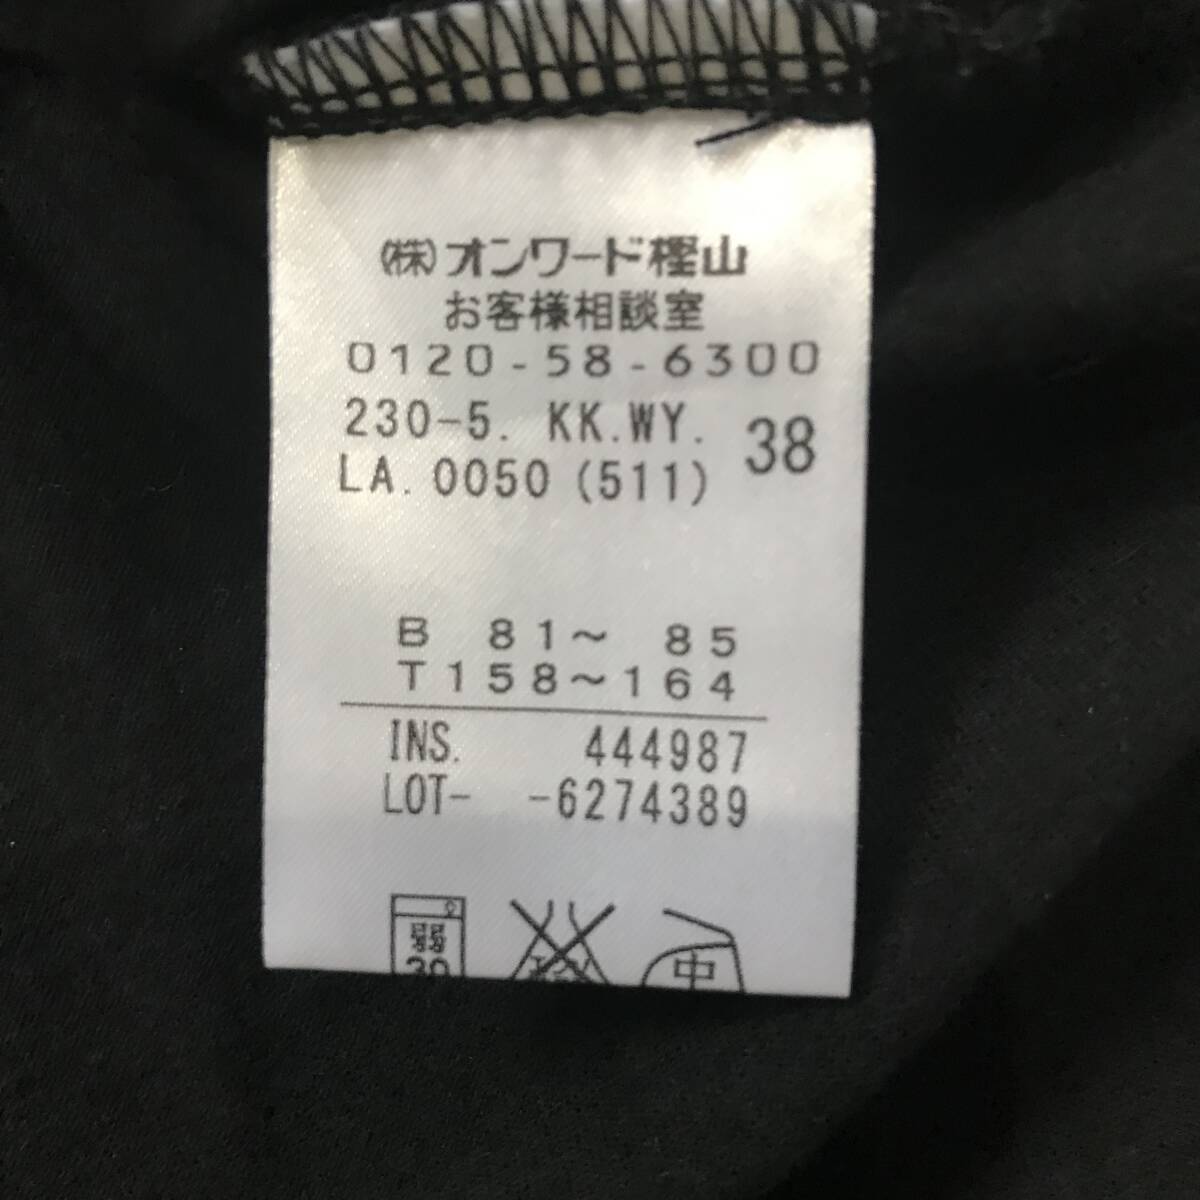 (株)オンワード樫山
お客様相談室
0120-58-6300
230-5. KK.WY. 38
LA. 0050 (511)
B 81~ 85
T158~164
INS. 444987
LOT- -6274389
弱 中
30